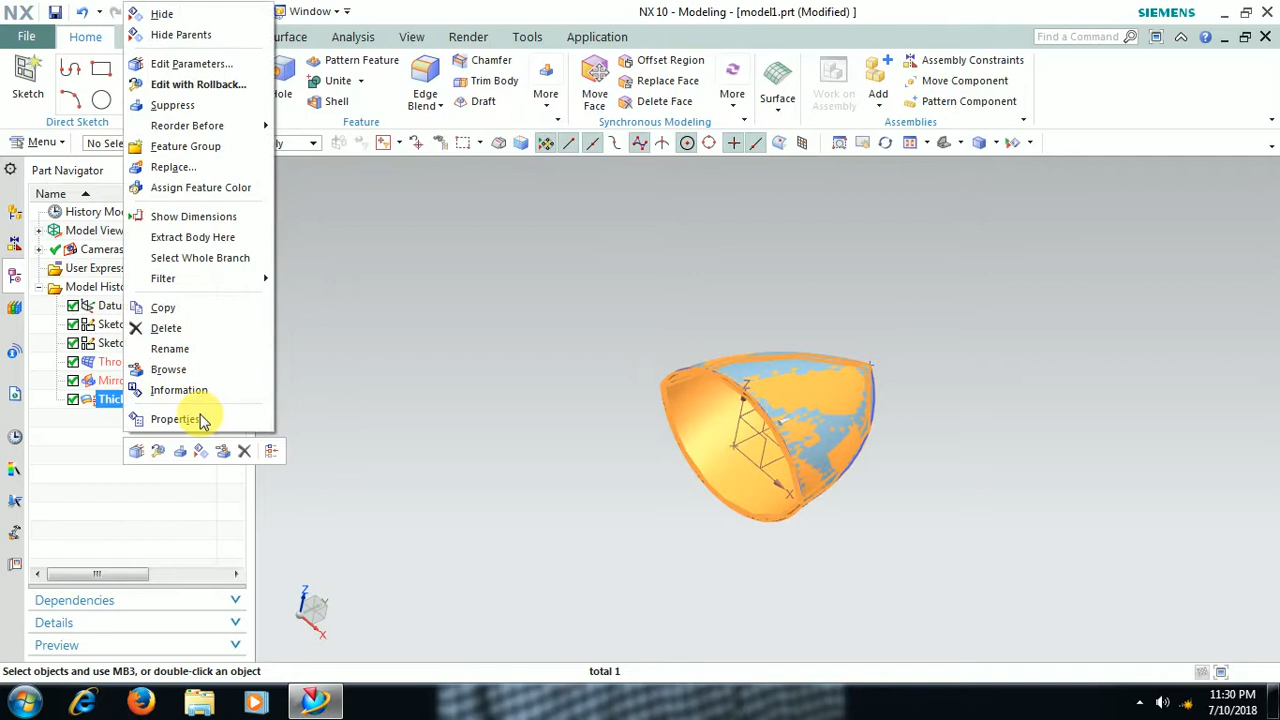 NX
Window
NX 10 - Modeling - [model1.prt (Modified) ]
SIEMENS
File
Home
Analysis
View
Render
Tools
Application
Find a Command
Sketch
Pattern Feature
Unite
Shell
Edge
Blend
Chamfer
Trim Body
Draft
More
Move
Face
Offset Region
Replace Face
Delete Face
More
Surface
Work on
Assembly
Add
Assembly Constraints
Move Component
Pattern Component
Direct Sketch
Feature
Synchronous Modeling
Assemblies
Menu
No Sele
Part Navigator
Name
History Mo
Model View
Cameras
User Express
Model Histo
Datu
Sketc
Sketc
Thro
Mirro
Thick
Hide
Hide Parents
Edit Parameters...
Edit with Rollback...
Suppress
Reorder Before
Feature Group
Replace...
Assign Feature Color
Show Dimensions
Extract Body Here
Select Whole Branch
Filter
Copy
Delete
Rename
Browse
Information
Properties
Z
X
Z
Y
X
Dependencies
Details
Preview
Select objects and use MB3, or double-click an object
total 1
11:30 PM
7/10/2018